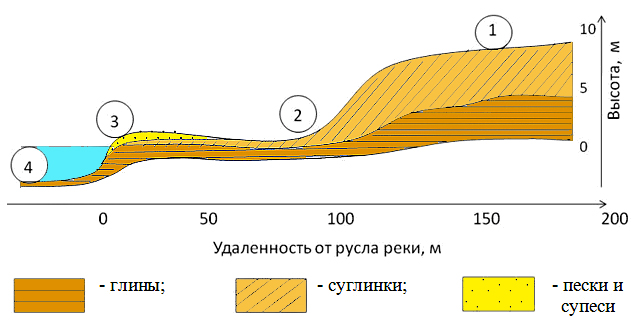 1
10
5
0
Высота, м
2
3
4
0 50 100 150 200
Удаленность от русла реки, м
- глины; - суглинки; - пески и
супеси